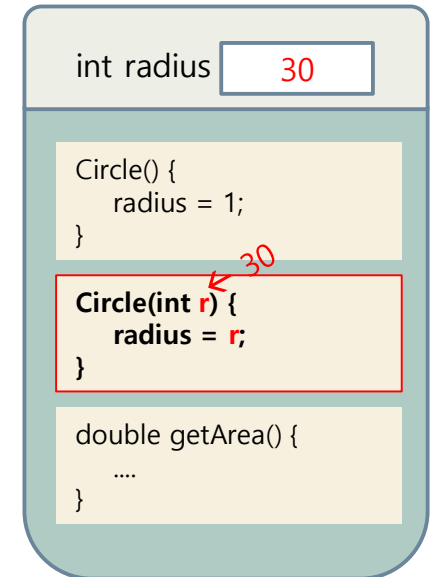 int radius 30
Circle() {
radius = 1;
}
30
Circle(int r) {
radius = r;
}
double getArea() {
....
}